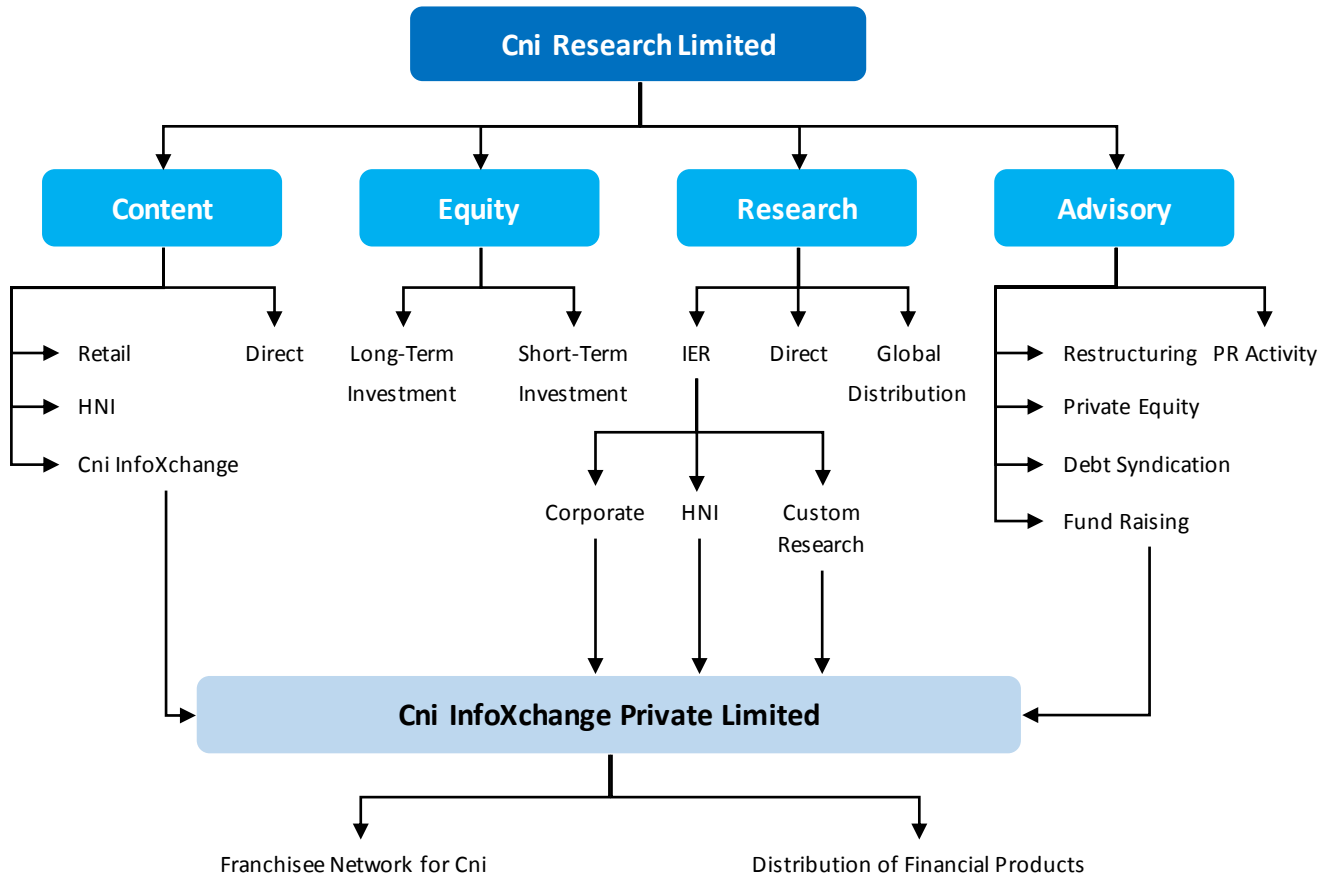 Cni Research Limited
Content
Equity
Research
Advisory
Retail
Direct
Long-Term
Investment
Short-Term
Investment
IER
Direct
Global
Distribution
Restructuring
PR Activity
HNI
Private Equity
Cni InfoXchange
Debt Syndication
Corporate
HNI
Custom
Research
Fund Raising
Cni InfoXchange Private Limited
Franchisee Network for Cni
Distribution of Financial Products